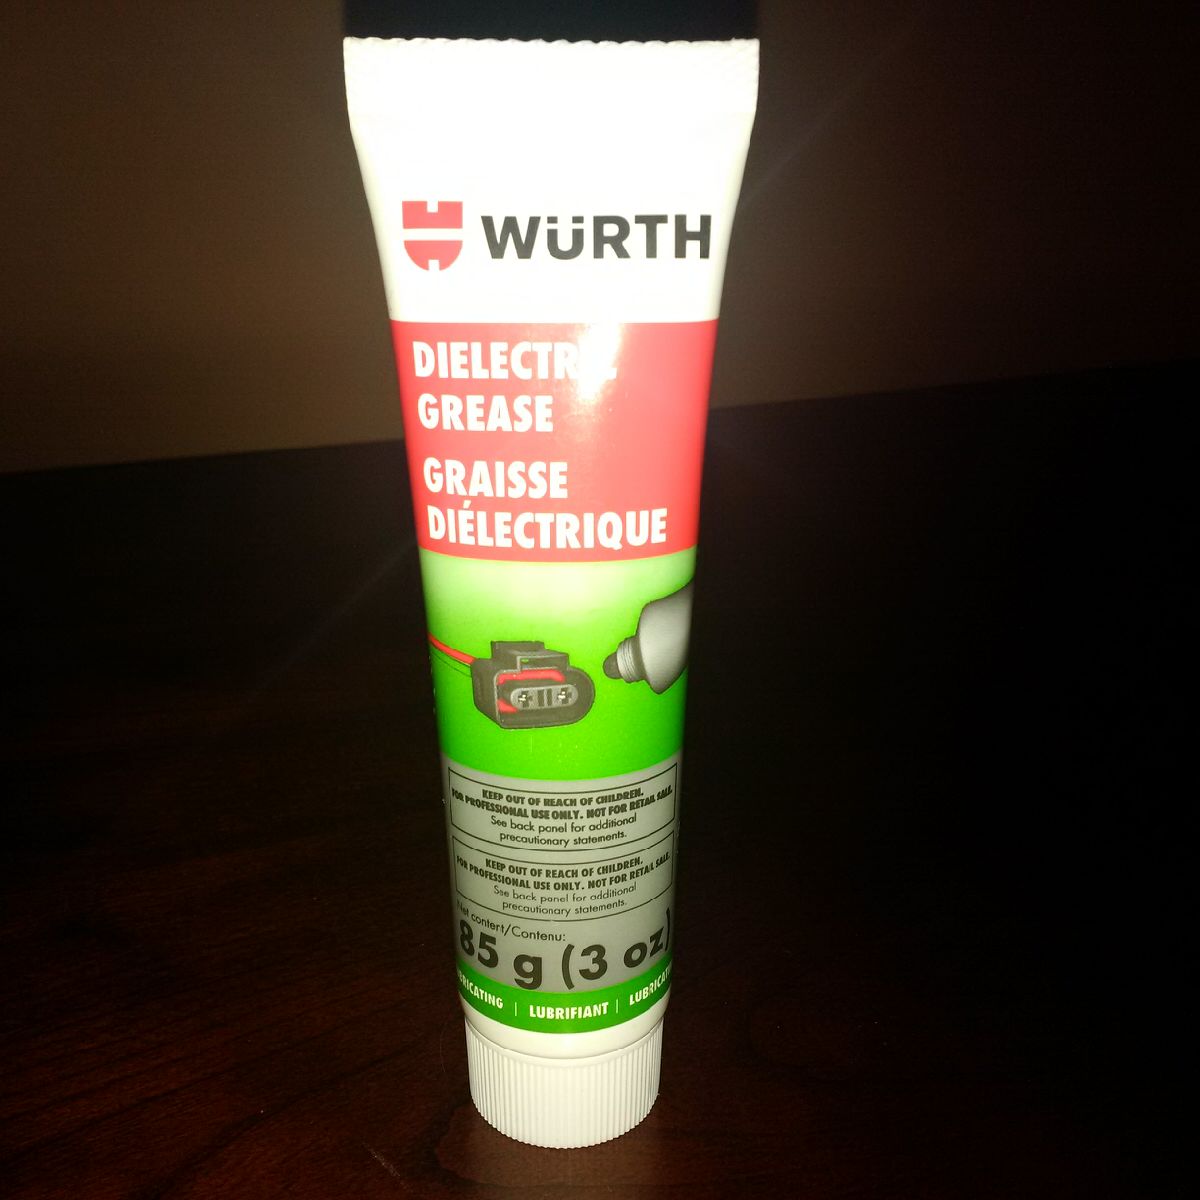 WÜRTH
DIELECTRIC
GREASE
GRAISSE
DIÉLECTRIQUE
KEEP OUT OF REACH OF CHILDREN.
FOR PROFESSIONAL USE ONLY. NOT FOR RETAIL SALE.
See back panel for additional
precautionary statements.
KEEP OUT OF REACH OF CHILDREN.
FOR PROFESSIONAL USE ONLY. NOT FOR RETAIL SALE.
See back panel for additional
precautionary statements.
Net content/Contenu:
85 g (3 oz)
LUBRICATING | LUBRIFIANT | LUBRICATI